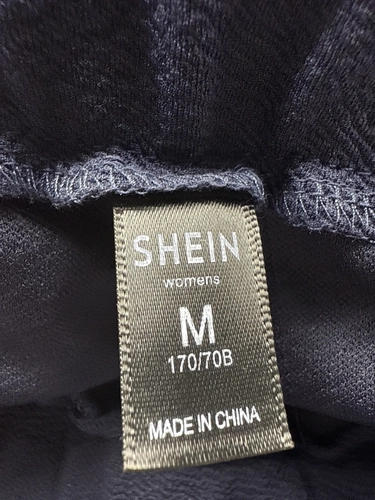 SHEIN
womens
M
170/70B
MADE IN CHINA